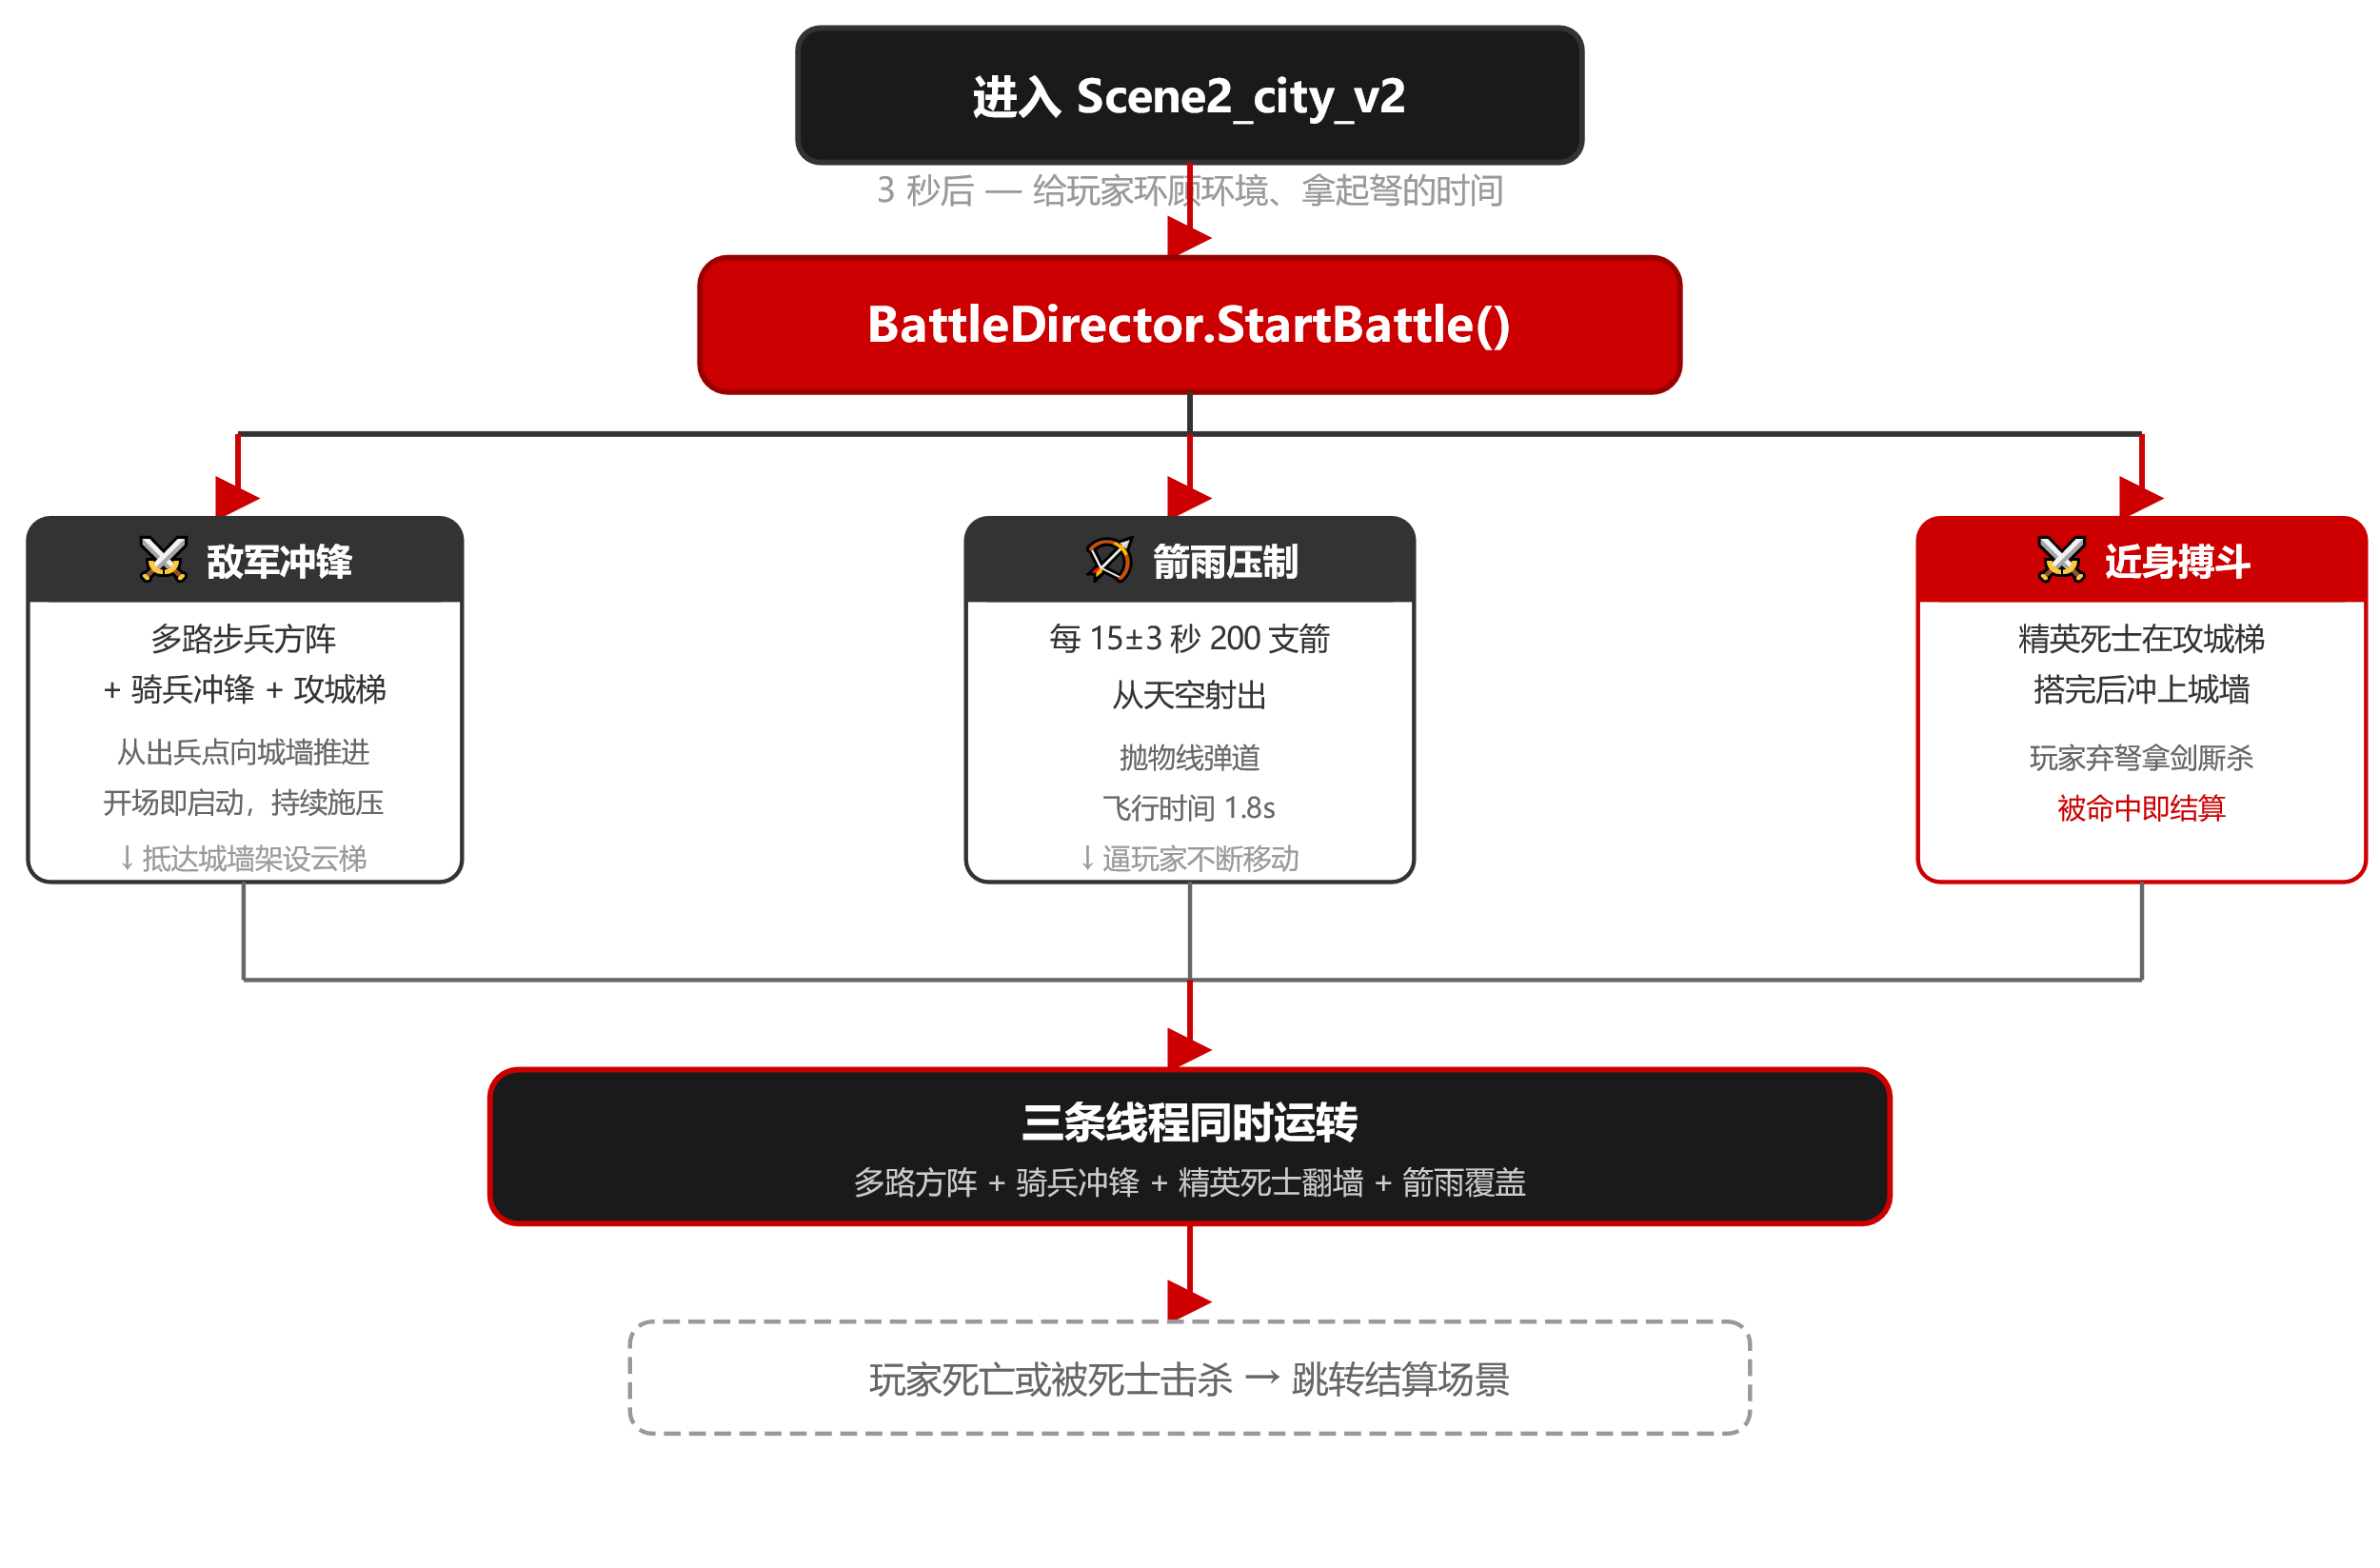 进入 Scene2_city_v2
3 秒后 — 给玩家环顾环境、拿起弩的时间
BattleDirector.StartBattle()
敌军冲锋
多路步兵方阵
+ 骑兵冲锋 + 攻城梯
从出兵点向城墙推进
开场即启动，持续施压
↓ 抵达城墙架设云梯
箭雨压制
每 15±3 秒 200 支箭
从天空射出
抛物线弹道
飞行时间 1.8s
↓ 逼玩家不断移动
近身搏斗
精英死士在攻城梯
搭完后冲上城墙
玩家弃弩拿剑厮杀
被命中即结算
三条线程同时运转
多路方阵 + 骑兵冲锋 + 精英死士翻墙 + 箭雨覆盖
玩家死亡或被死士击杀 → 跳转结算场景